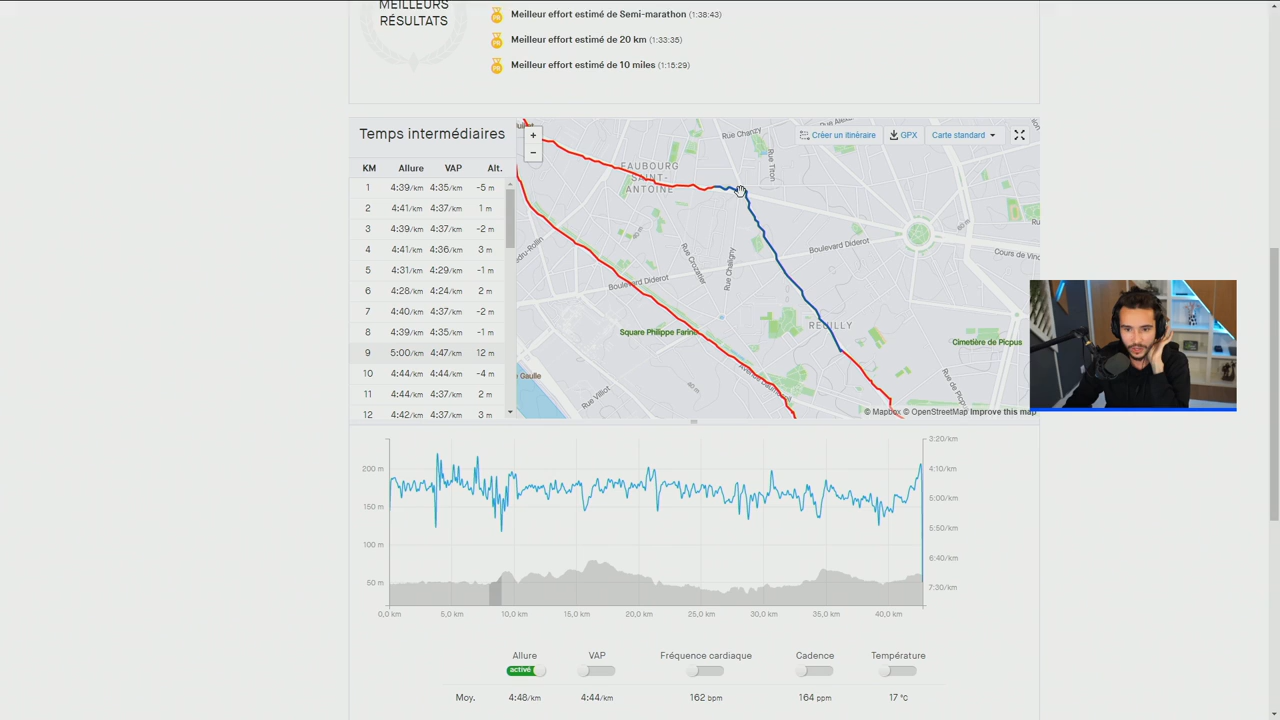 MEILLEURS
RÉSULTATS
Meilleur effort estimé de Semi-marathon (1:38:43)
Meilleur effort estimé de 20 km (1:33:35)
Meilleur effort estimé de 10 miles (1:15:29)
Temps intermédiaires
KM Allure VAP Alt.
1 4:39/km 4:35/km -5 m
2 4:41/km 4:37/km 1 m
3 4:39/km 4:37/km -2 m
4 4:41/km 4:36/km 3 m
5 4:31/km 4:29/km -1 m
6 4:28/km 4:24/km 2 m
7 4:40/km 4:37/km -2 m
8 4:39/km 4:35/km -1 m
9 5:00/km 4:47/km 12 m
10 4:44/km 4:44/km -4 m
11 4:44/km 4:37/km 2 m
12 4:42/km 4:37/km 3 m
+
−
Créer un itinéraire
GPX
Carte standard
Rue Chanzy
Rue Titon
FAUBOURG
SAINT-
ANTOINE
40 m
Rue Crozatier
Rue Chaligny
Boulevard Diderot
Boulevard Diderot
Cours de Vinc
REUILLY
Square Philippe Farine
Cimetière de Picpus
Gaulle
Rue Villiot
40 m
Avenue Daumesnil
Rue de Picp
© Mapbox © OpenStreetMap Improve this map
200 m
150 m
100 m
50 m
3:20/km
4:10/km
5:00/km
5:50/km
6:40/km
7:30/km
0,0 km 5,0 km 10,0 km 15,0 km 20,0 km 25,0 km 30,0 km 35,0 km 40,0 km
Allure VAP Fréquence cardiaque Cadence Température
activé
Moy. 4:48/km 4:44/km 162 bpm 164 ppm 17 °C